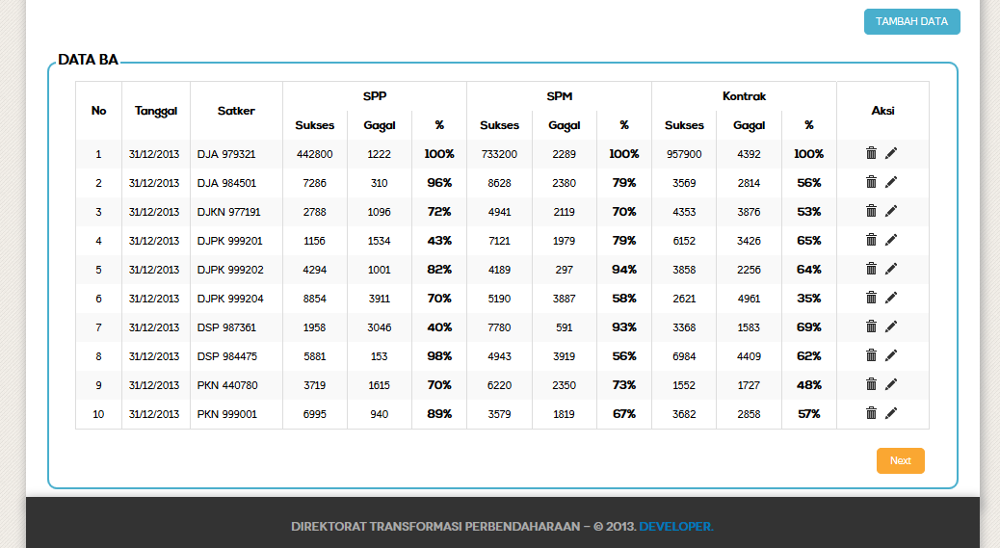 TAMBAH DATA
DATA BA
No Tanggal Satker SPP SPM Kontrak Aksi
Sukses Gagal % Sukses Gagal % Sukses Gagal %
1 31/12/2013 DJA 979321 442800 1222 100% 733200 2289 100% 957900 4392 100%
2 31/12/2013 DJA 984501 7286 310 96% 8628 2380 79% 3569 2814 56%
3 31/12/2013 DJKN 977191 2788 1096 72% 4941 2119 70% 4353 3876 53%
4 31/12/2013 DJPK 999201 1156 1534 43% 7121 1979 79% 6152 3426 65%
5 31/12/2013 DJPK 999202 4294 1001 82% 4189 297 94% 3858 2256 64%
6 31/12/2013 DJPK 999204 8854 3911 70% 5190 3887 58% 2621 4961 35%
7 31/12/2013 DSP 987361 1958 3046 40% 7780 591 93% 3368 1583 69%
8 31/12/2013 DSP 984475 5881 153 98% 4943 3919 56% 6984 4409 62%
9 31/12/2013 PKN 440780 3719 1615 70% 6220 2350 73% 1552 1727 48%
10 31/12/2013 PKN 999001 6995 940 89% 3579 1819 67% 3682 2858 57%
Next
DIREKTORAT TRANSFORMASI PERBENDAHARAAN – © 2013. DEVELOPER.